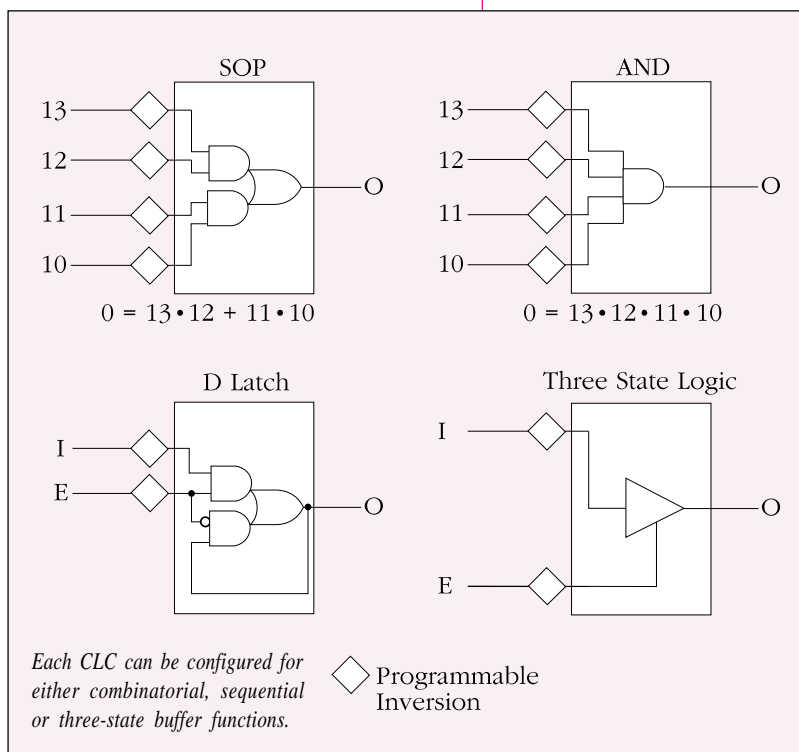 SOP
13
12
11
10
O
0 = 13•12 + 11•10
AND
13
12
11
10
O
0 = 13•12•11•10
D Latch
I
E
O
Three State Logic
I
E
O
Each CLC can be configured for
either combinatorial, sequential
or three-state buffer functions.
Programmable
Inversion